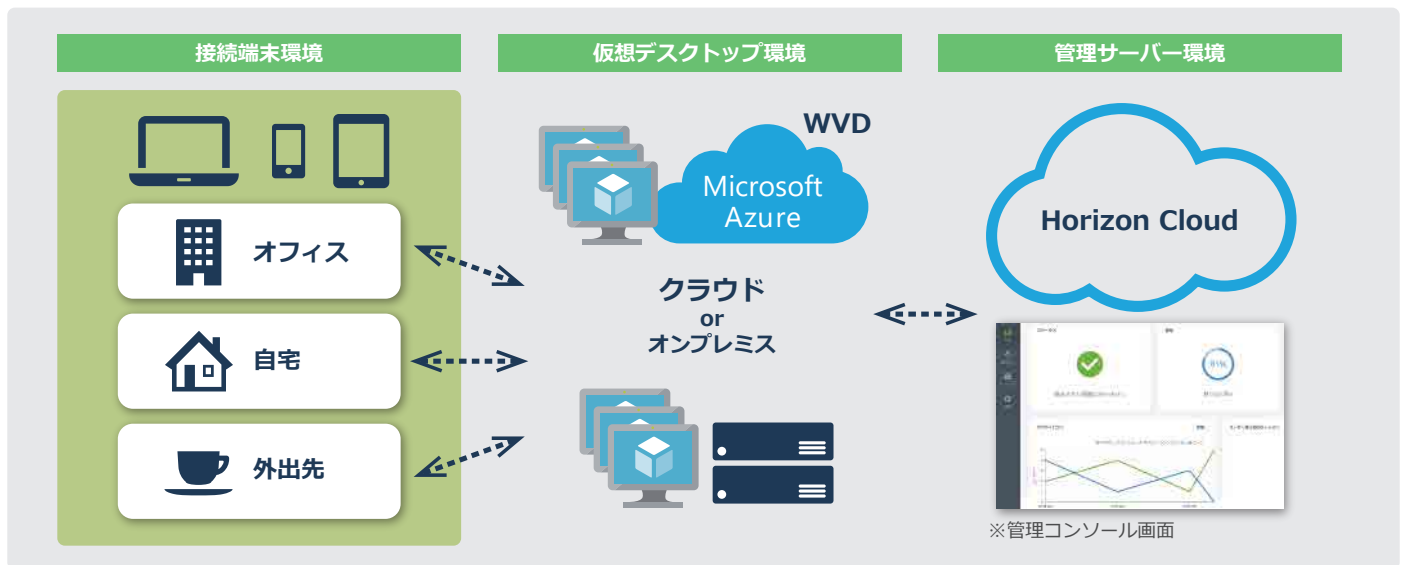 接続端末環境
仮想デスクトップ環境
管理サーバー環境
オフィス
自宅
外出先
WVD
Microsoft
Azure
クラウド
or
オンプレミス
Horizon Cloud
※管理コンソール画面